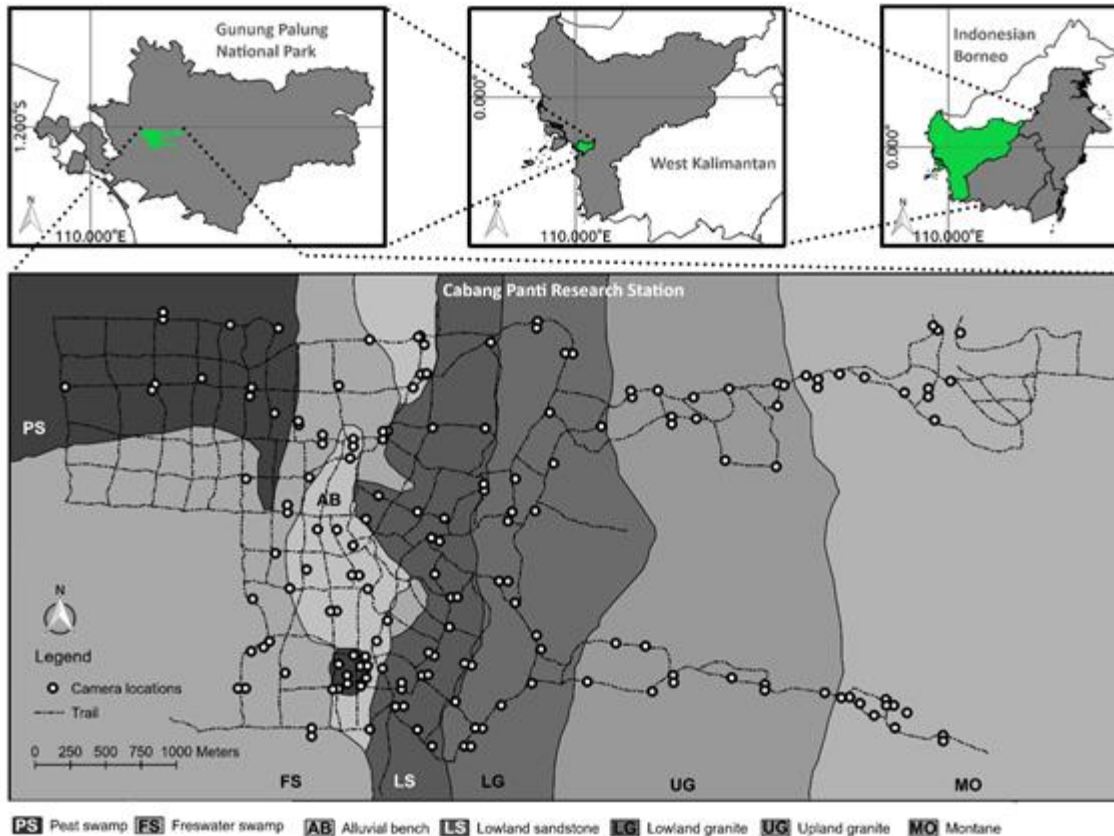 Gunung Palung
National Park
1.200°S
110.000°E
N
0.000°
West Kalimantan
110.000°E
N
Indonesian
Borneo
0.000°
110.000°E
N
Cabang Panti Research Station
PS
AB
N
Legend
Camera locations
Trail
0 250 500 750 1000 Meters
FS
LS
LG
UG
MO
PS Peat swamp FS Freswater swamp AB Alluvial bench LS Lowland sandstone LG Lowland granite UG Upland granite MO Montane